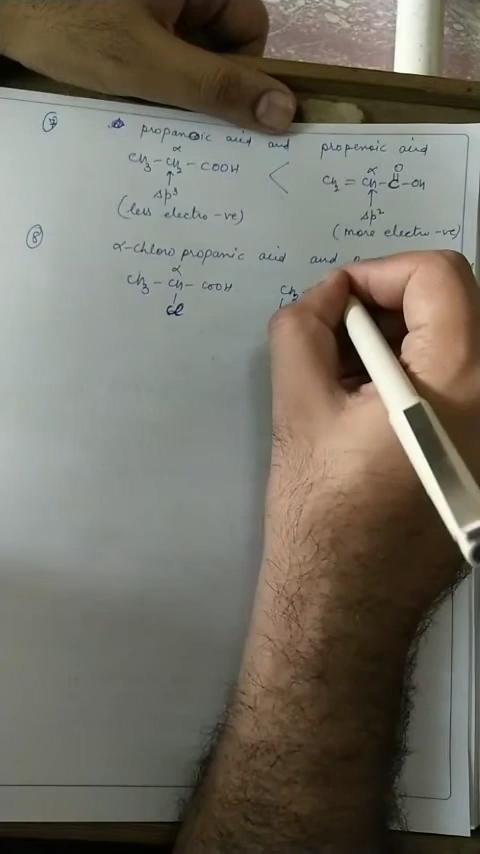 ⑦ propanoic acid and propenoic acid
α
CH3 – CH2 – COOH < CH2 = CH – C – OH
α
O
sp3 sp2
(less electro -ve) (more electro -ve)
⑧
α-chloro propanic acid and
α
CH3 – CH – COOH CH2
Cl